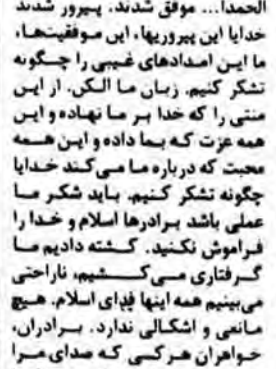 الحمدا... موفق شدند. پیروز شدند
خدایا این پیروزیها، این موفقیتها،
ما این امدادهای غیبی را چگونه
تشکر کنیم. زبان ما الکن. از این
منتی را که خدا بر ما نهاده و این
همه عزت که بما داده و این همه
محبت که درباره ما می کند خدایا
چگونه تشکر کنیم. باید شکر ما
عملی باشد برادرها اسلام و خدا را
فراموش نکنید. کشته دادیم ما
گرفتاری می کشیم، ناراحتی
می بینیم همه اینها فدای اسلام. هیچ
مانعی و اشکالی ندارد. برادران،
خواهران هر کسی که صدای مرا